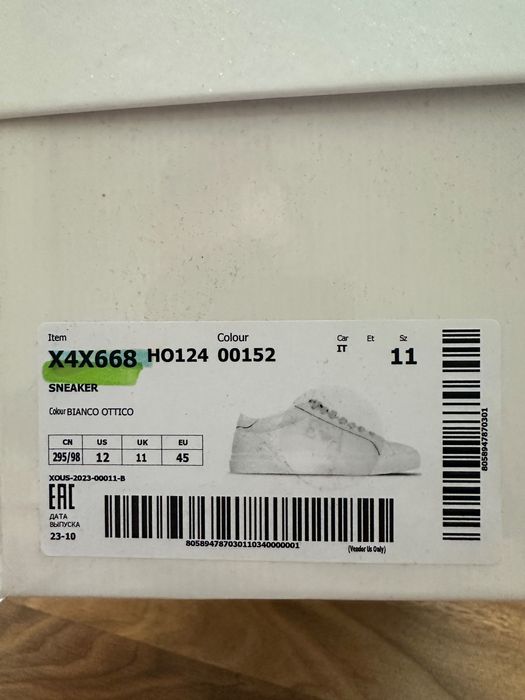 Item Colour Car Et Sz
X4X668 HO124 00152 IT 11
SNEAKER
Colour BIANCO OTTICO
CN US UK EU
295/98 12 11 45
XOUS-2023-00011-B
EAC
ДАТА
ВЫПУСКА
23-10
805894787030110340000001
(Vendor Us Only)
8058947870301